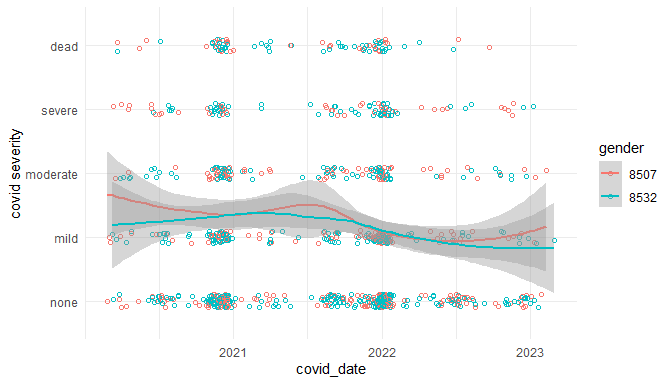 dead
severe
moderate
mild
none
covid severity
2021
2022
2023
covid_date
gender
8507
8532